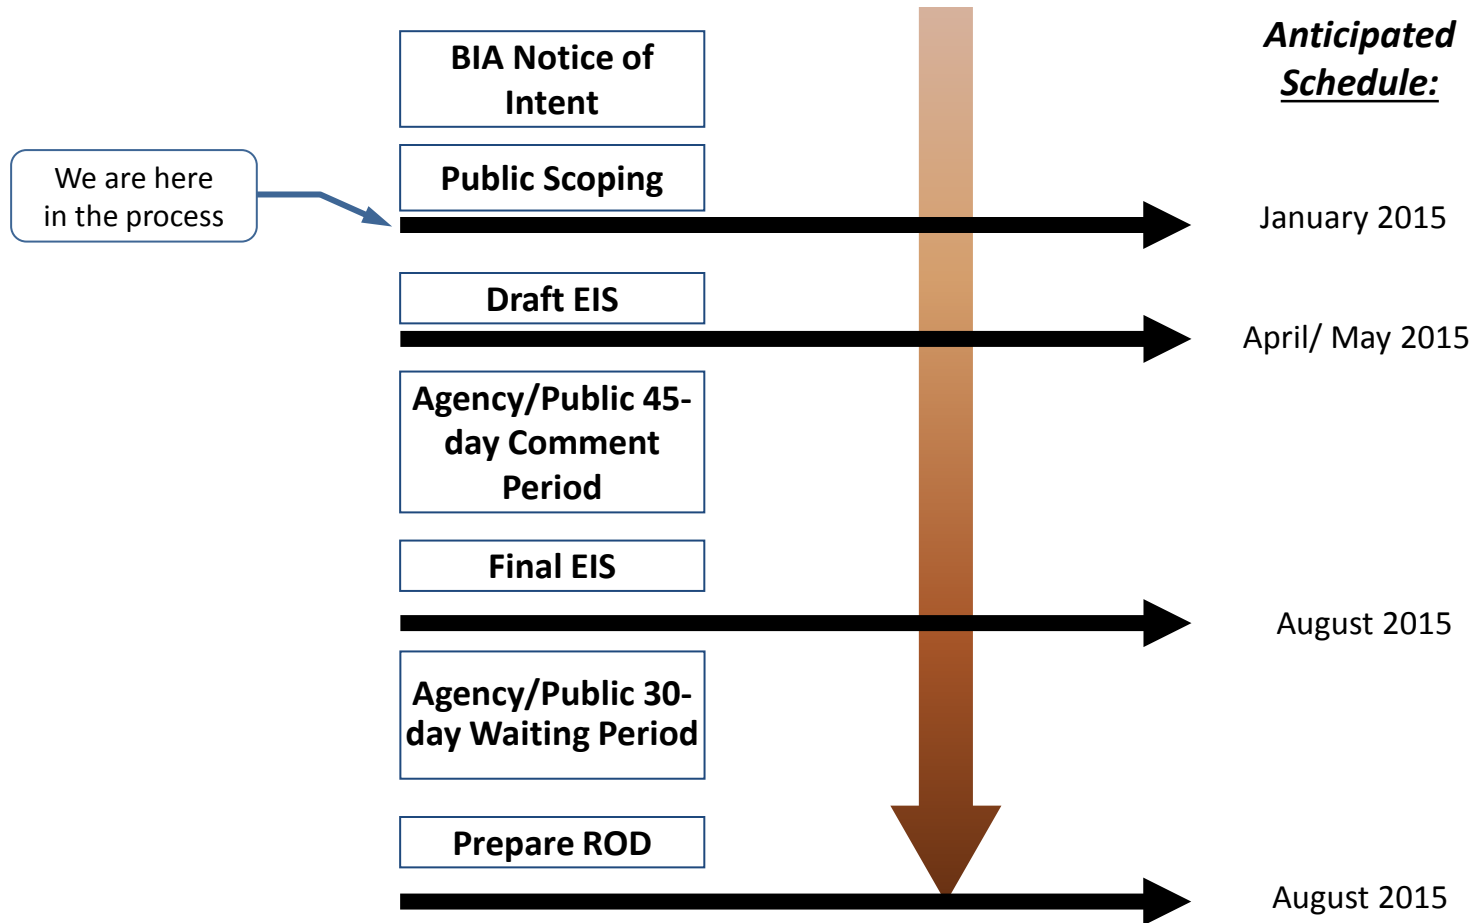 BIA Notice of
Intent
Anticipated
Schedule:
Public Scoping
We are here
in the process
January 2015
Draft EIS
April/ May 2015
Agency/Public 45-
day Comment
Period
Final EIS
August 2015
Agency/Public 30-
day Waiting Period
Prepare ROD
August 2015